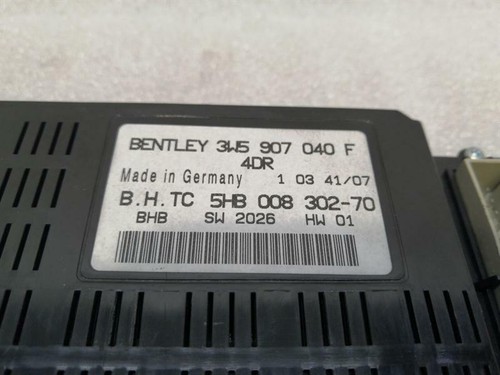 BENTLEY 3W5 907 040 F
4DR
Made in Germany 1 03 41/07
B.H.TC 5HB 008 302-70
BHB SW 2026 HW 01